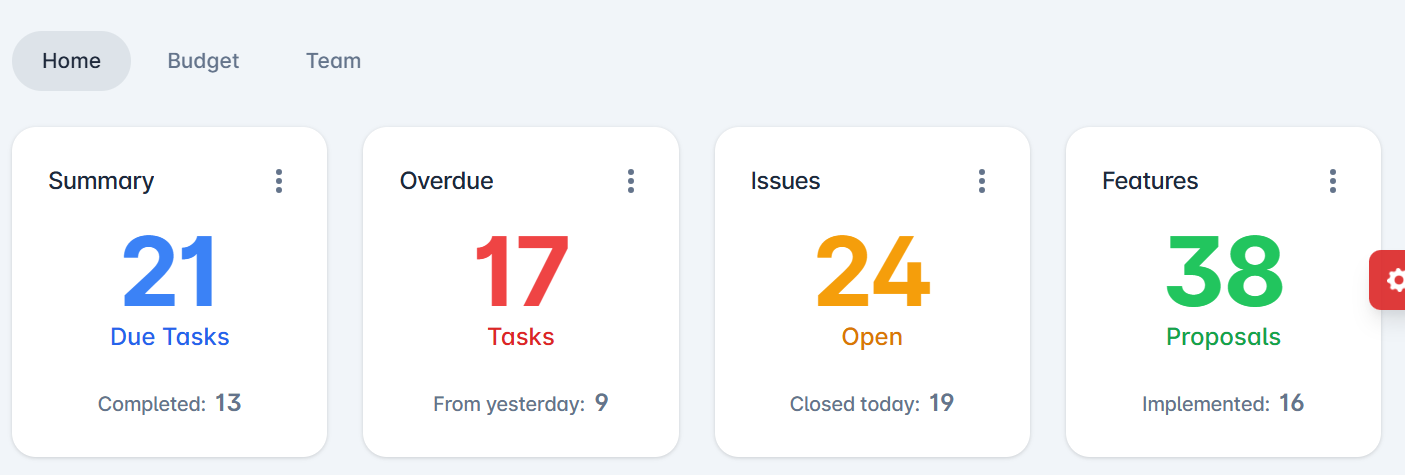 Home Budget Team
Summary
21
Due Tasks
Completed: 13
Overdue
17
Tasks
From yesterday: 9
Issues
24
Open
Closed today: 19
Features
38
Proposals
Implemented: 16